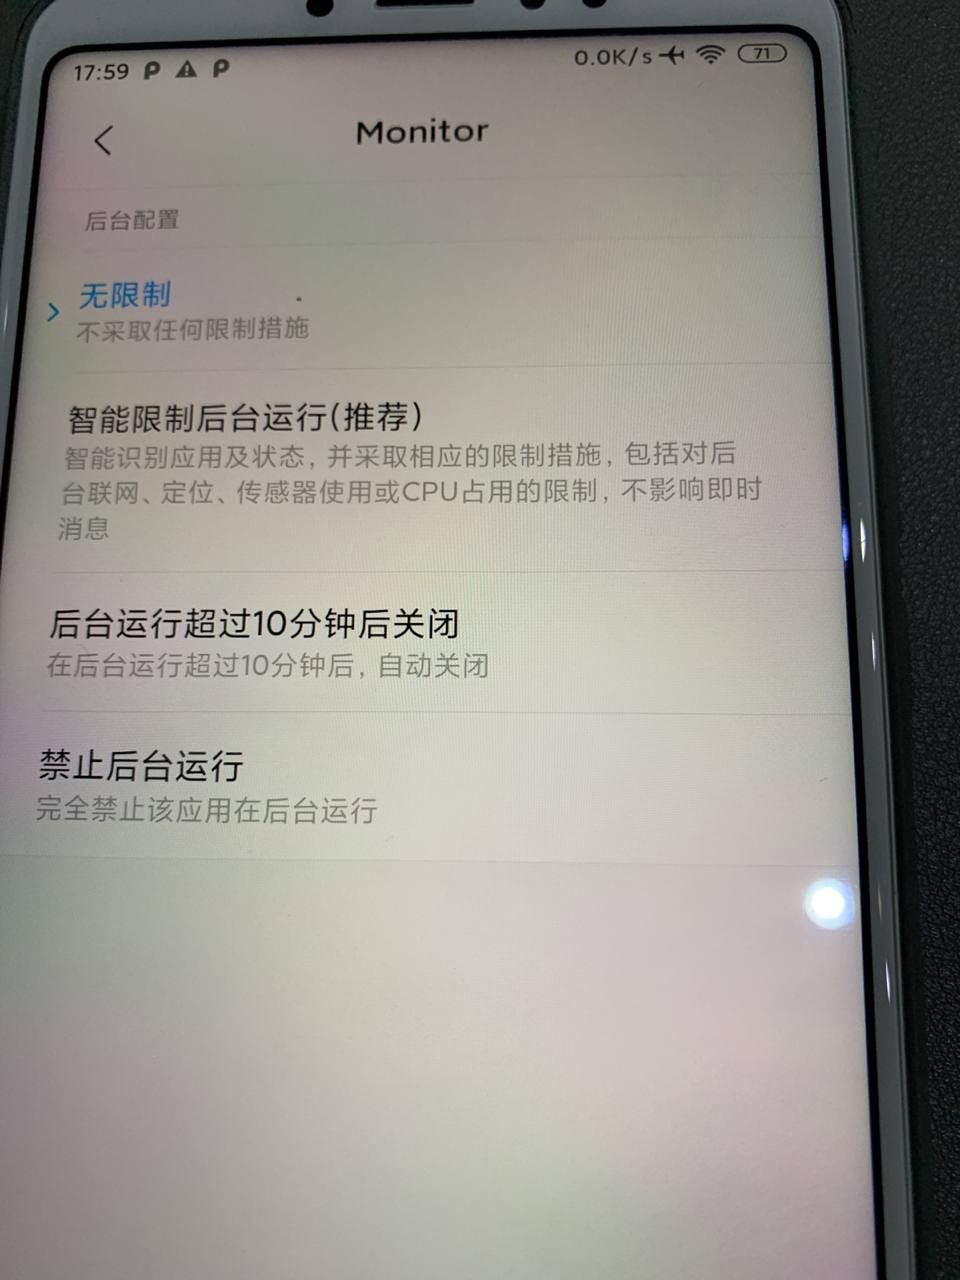 17:59 P P 0.0K/s 71
Monitor
后台配置
无限制
不采取任何限制措施
智能限制后台运行(推荐)
智能识别应用及状态, 并采取相应的限制措施, 包括对后
台联网、定位、传感器使用或CPU占用的限制, 不影响即时
消息
后台运行超过10分钟后关闭
在后台运行超过10分钟后, 自动关闭
禁止后台运行
完全禁止该应用在后台运行